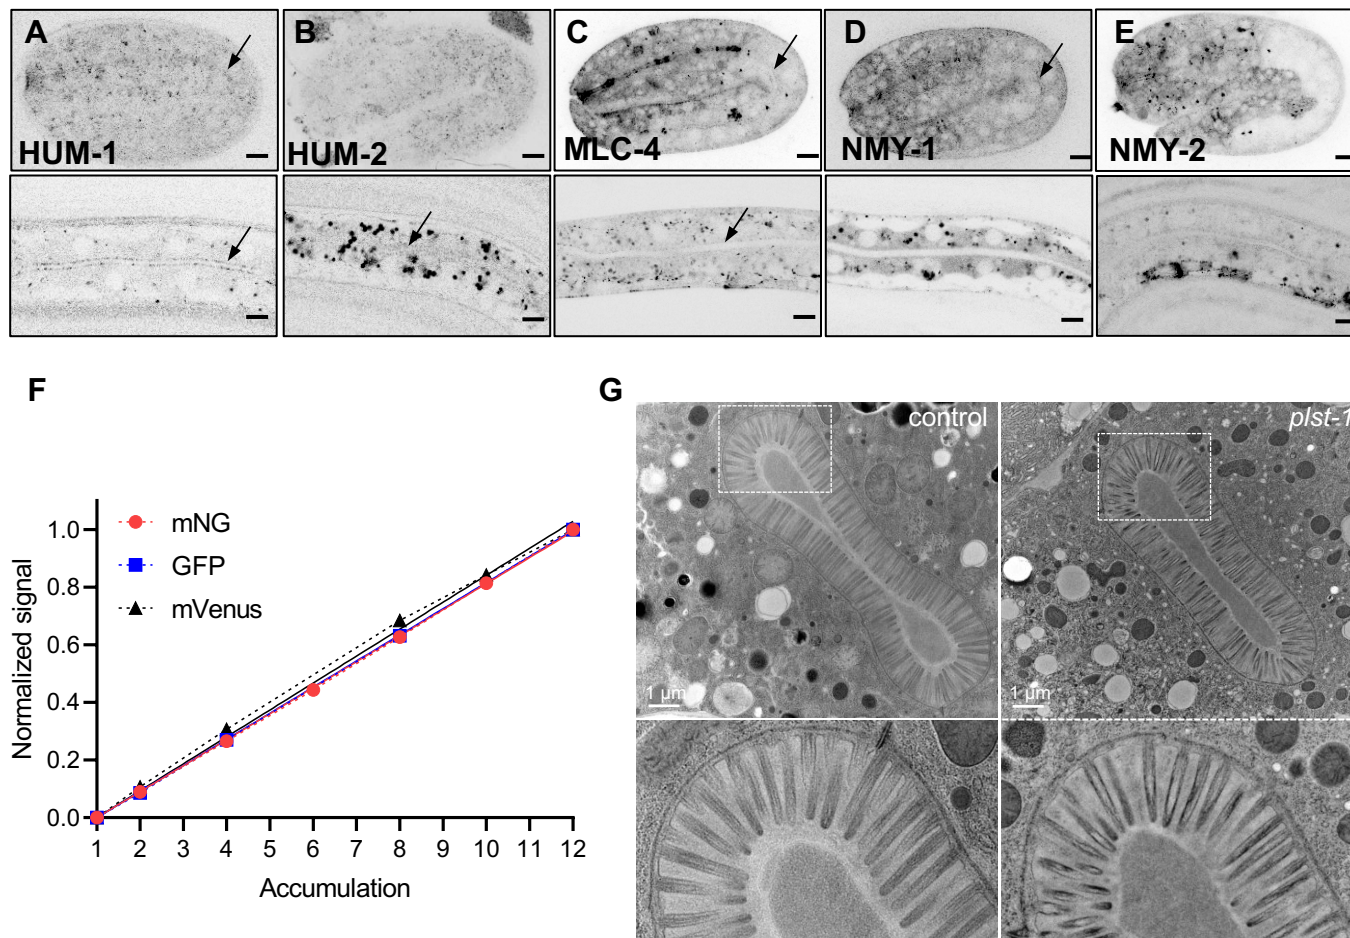 A
B
C
D
E
HUM-1
HUM-2
MLC-4
NMY-1
NMY-2
F
G
mNG
GFP
mVenus
Normalized signal
1.0
0.8
0.6
0.4
0.2
0.0
1 2 3 4 5 6 7 8 9 10 11 12
Accumulation
control
plst-1
1 µm
1 µm